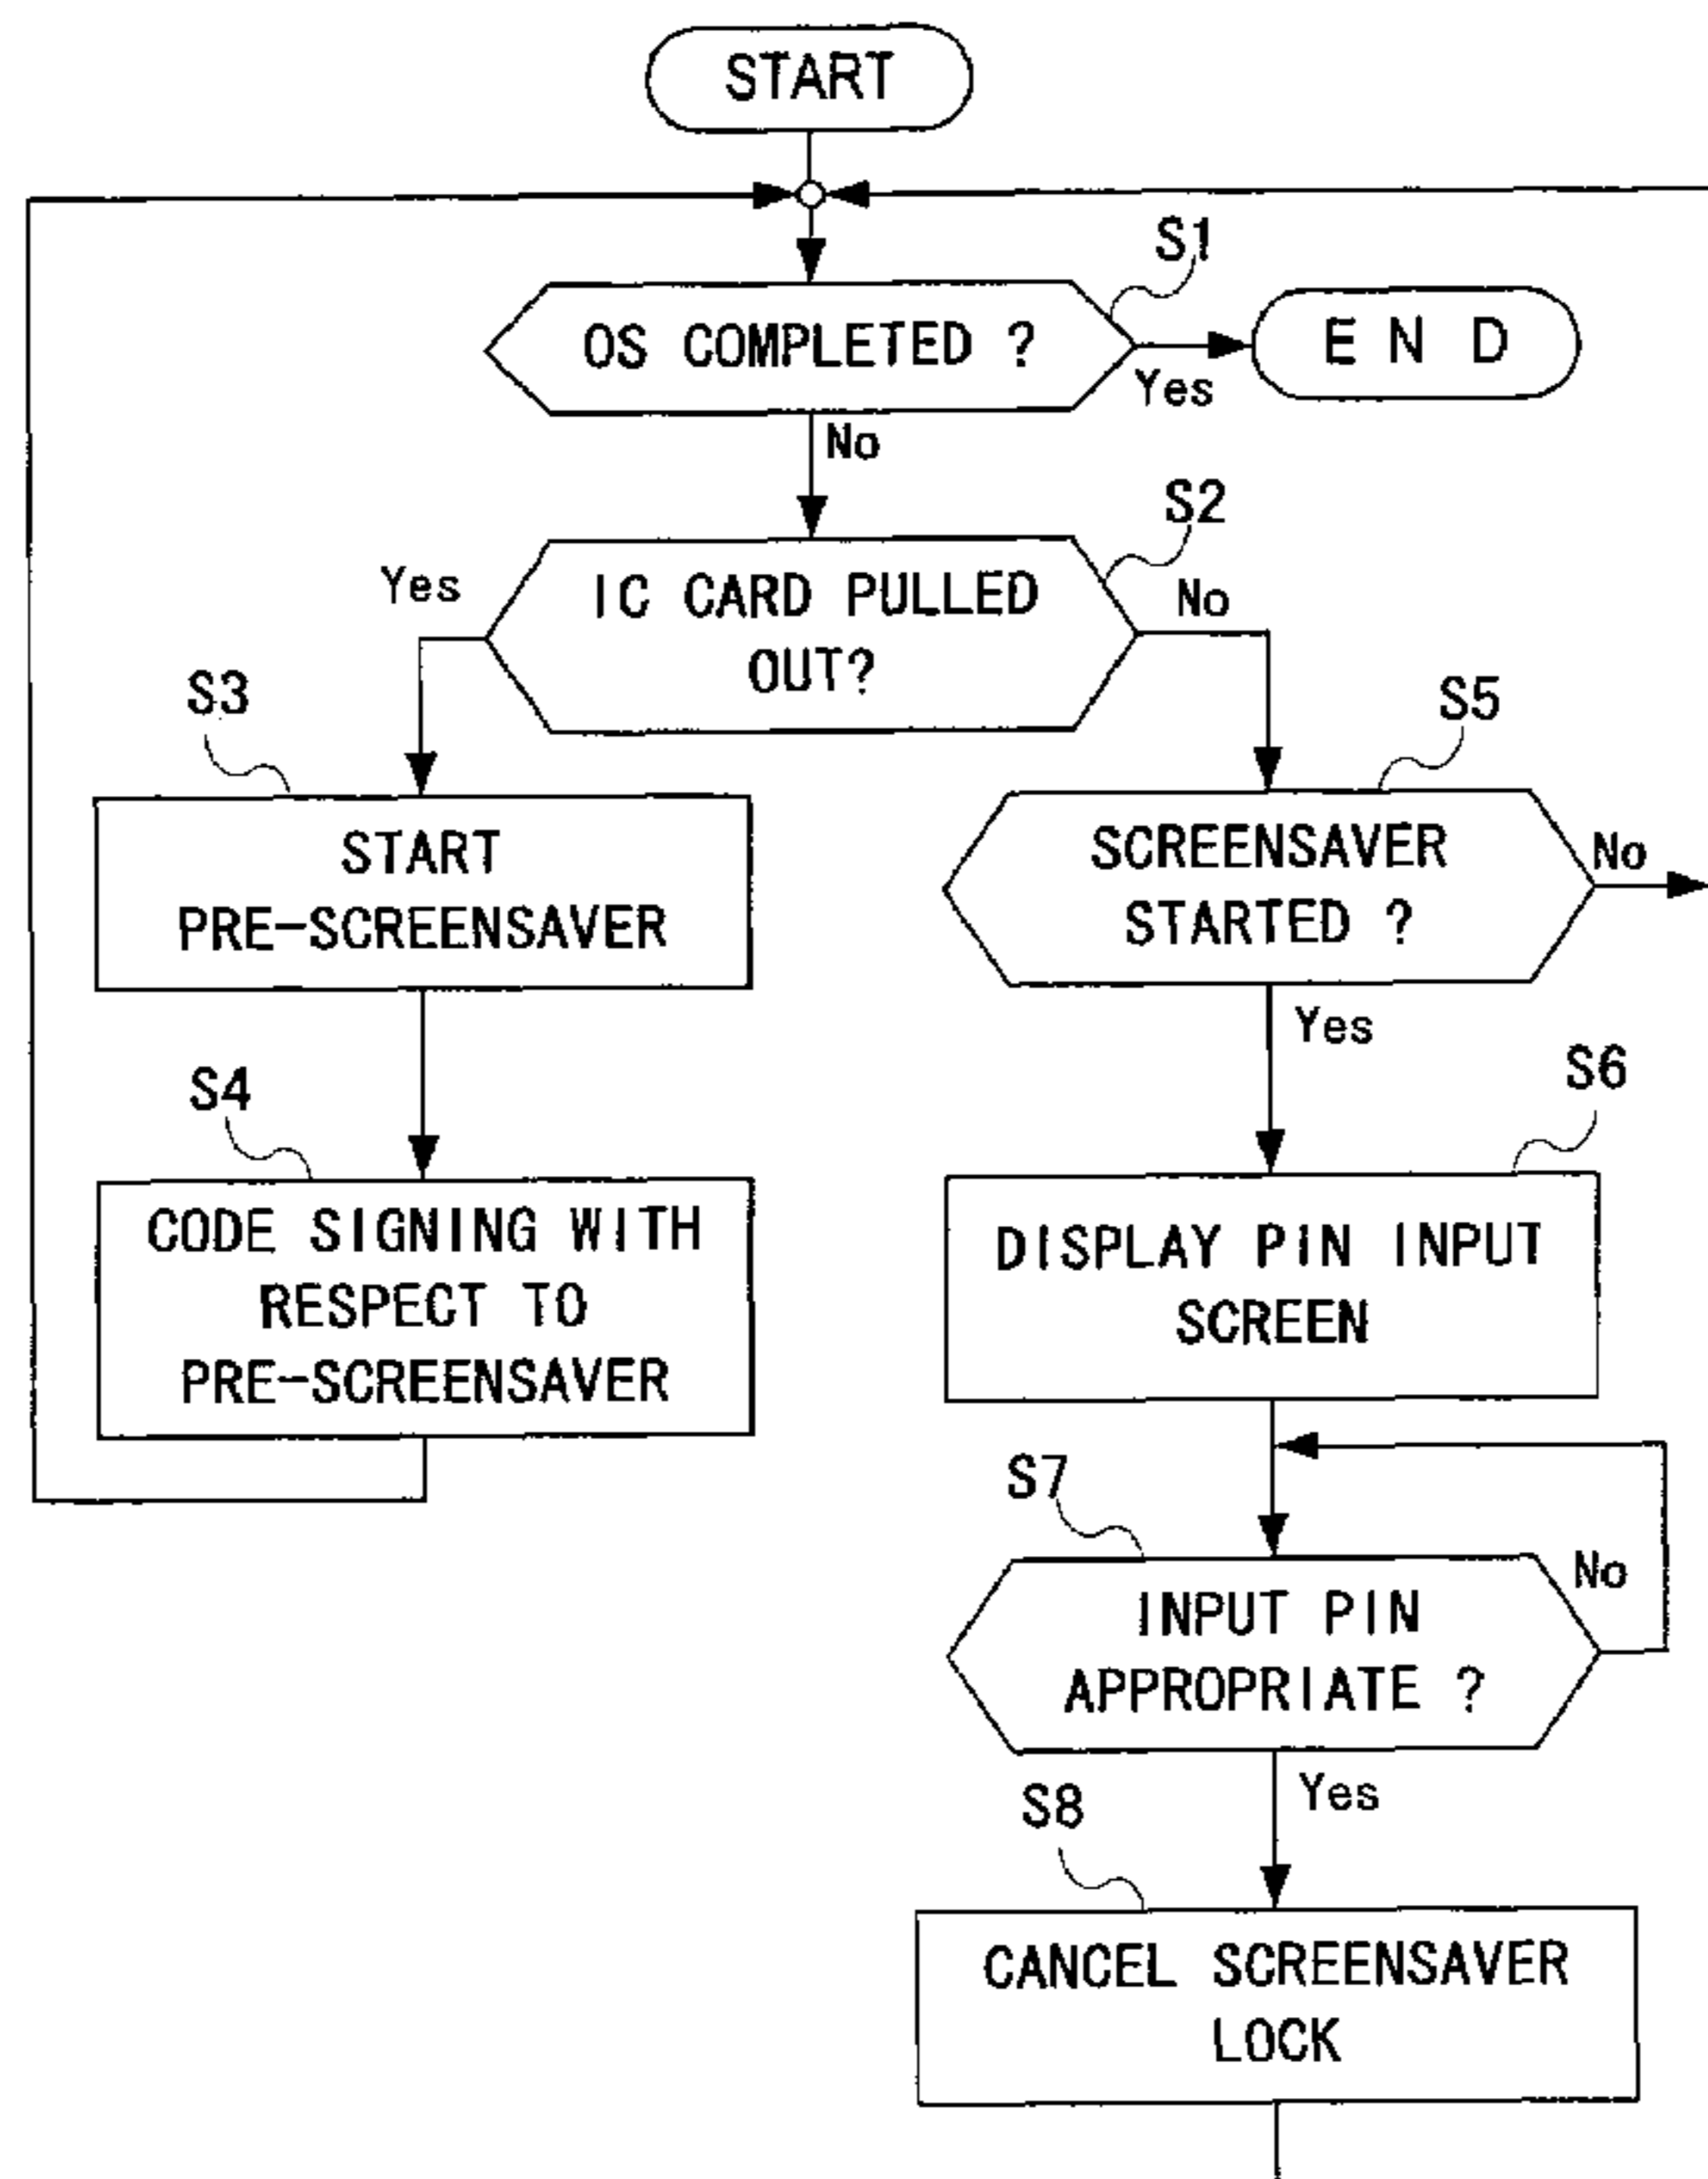 START
S1
OS COMPLETED ?
Yes
E N D
No
S2
Yes
IC CARD PULLED
OUT?
No
S3
START
PRE-SCREENSAVER
S5
SCREENSAVER
STARTED ?
No
Yes
S4
CODE SIGNING WITH
RESPECT TO
PRE-SCREENSAVER
S6
DISPLAY PIN INPUT
SCREEN
S7
INPUT PIN
APPROPRIATE ?
No
Yes
S8
CANCEL SCREENSAVER
LOCK